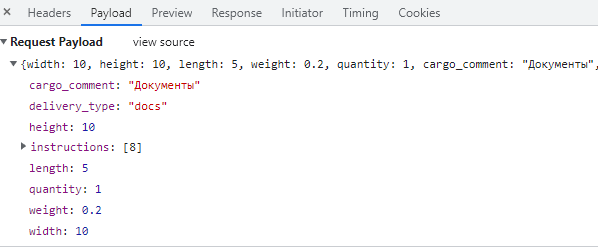 × Headers Payload Preview Response Initiator Timing Cookies
▼Request Payload view source
▼{width: 10, height: 10, length: 5, weight: 0.2, quantity: 1, cargo_comment: "Документы",
cargo_comment: "Документы"
delivery_type: "docs"
height: 10
▶instructions: [8]
length: 5
quantity: 1
weight: 0.2
width: 10